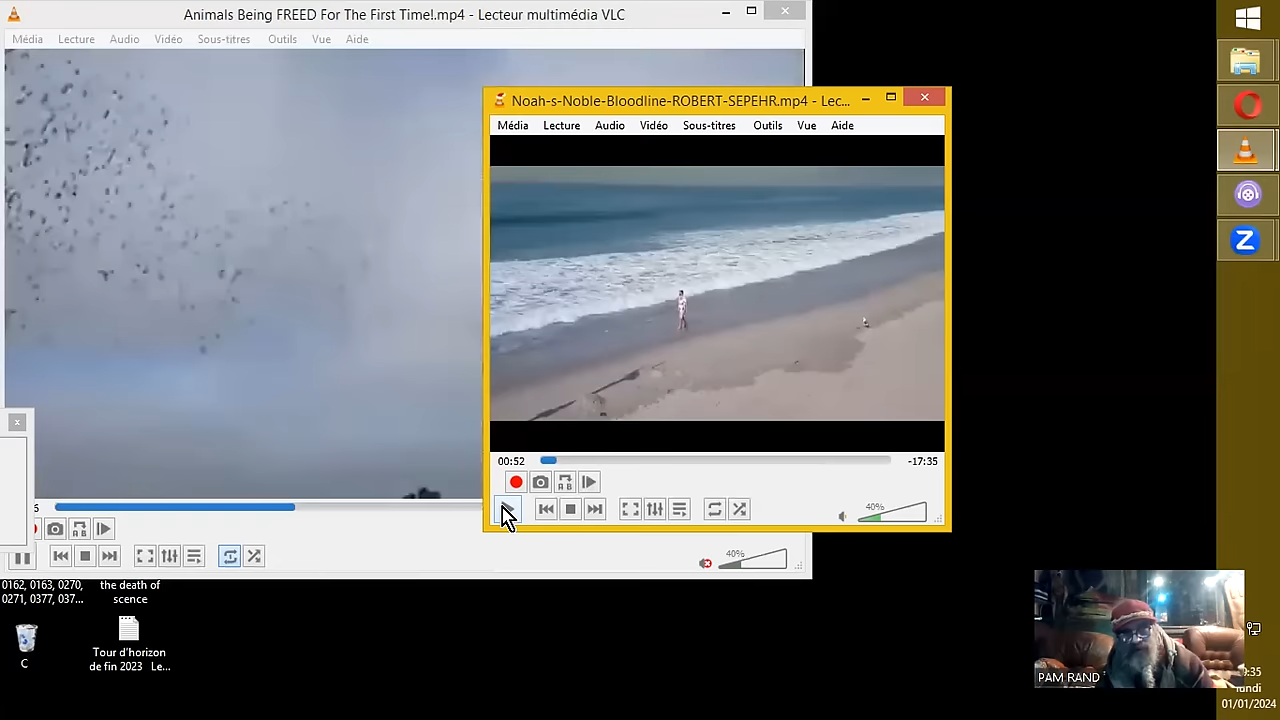 Animals Being FREED For The First Time!.mp4 - Lecteur multimédia VLC
Média Lecture Audio Vidéo Sous-titres Outils Vue Aide
Noah-s-Noble-Bloodline-ROBERT-SEPEHR.mp4 - Lec...
Média Lecture Audio Vidéo Sous-titres Outils Vue Aide
00:52
-17:35
A B
40%
A B
40%
0162, 0163, 0270,
0271, 0377, 037...
the death of
scence
C
Tour d'horizon
de fin 2023 Le...
Z
PAM RAND
:35
lundi
01/01/2024